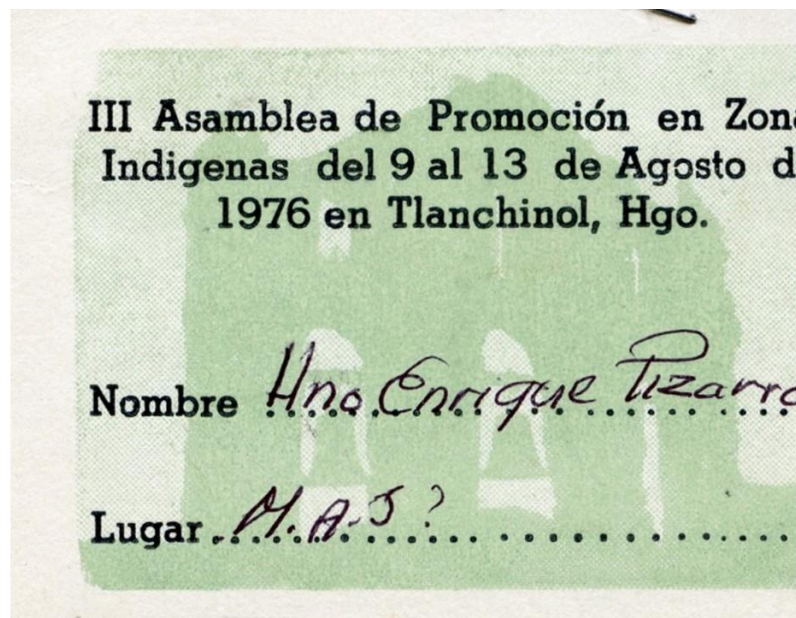 III Asamblea de Promoción en Zona
Indigenas del 9 al 13 de Agosto d
1976 en Tlanchinol, Hgo.
Nombre Hno Enrique Pizarro
Lugar M.A.J?